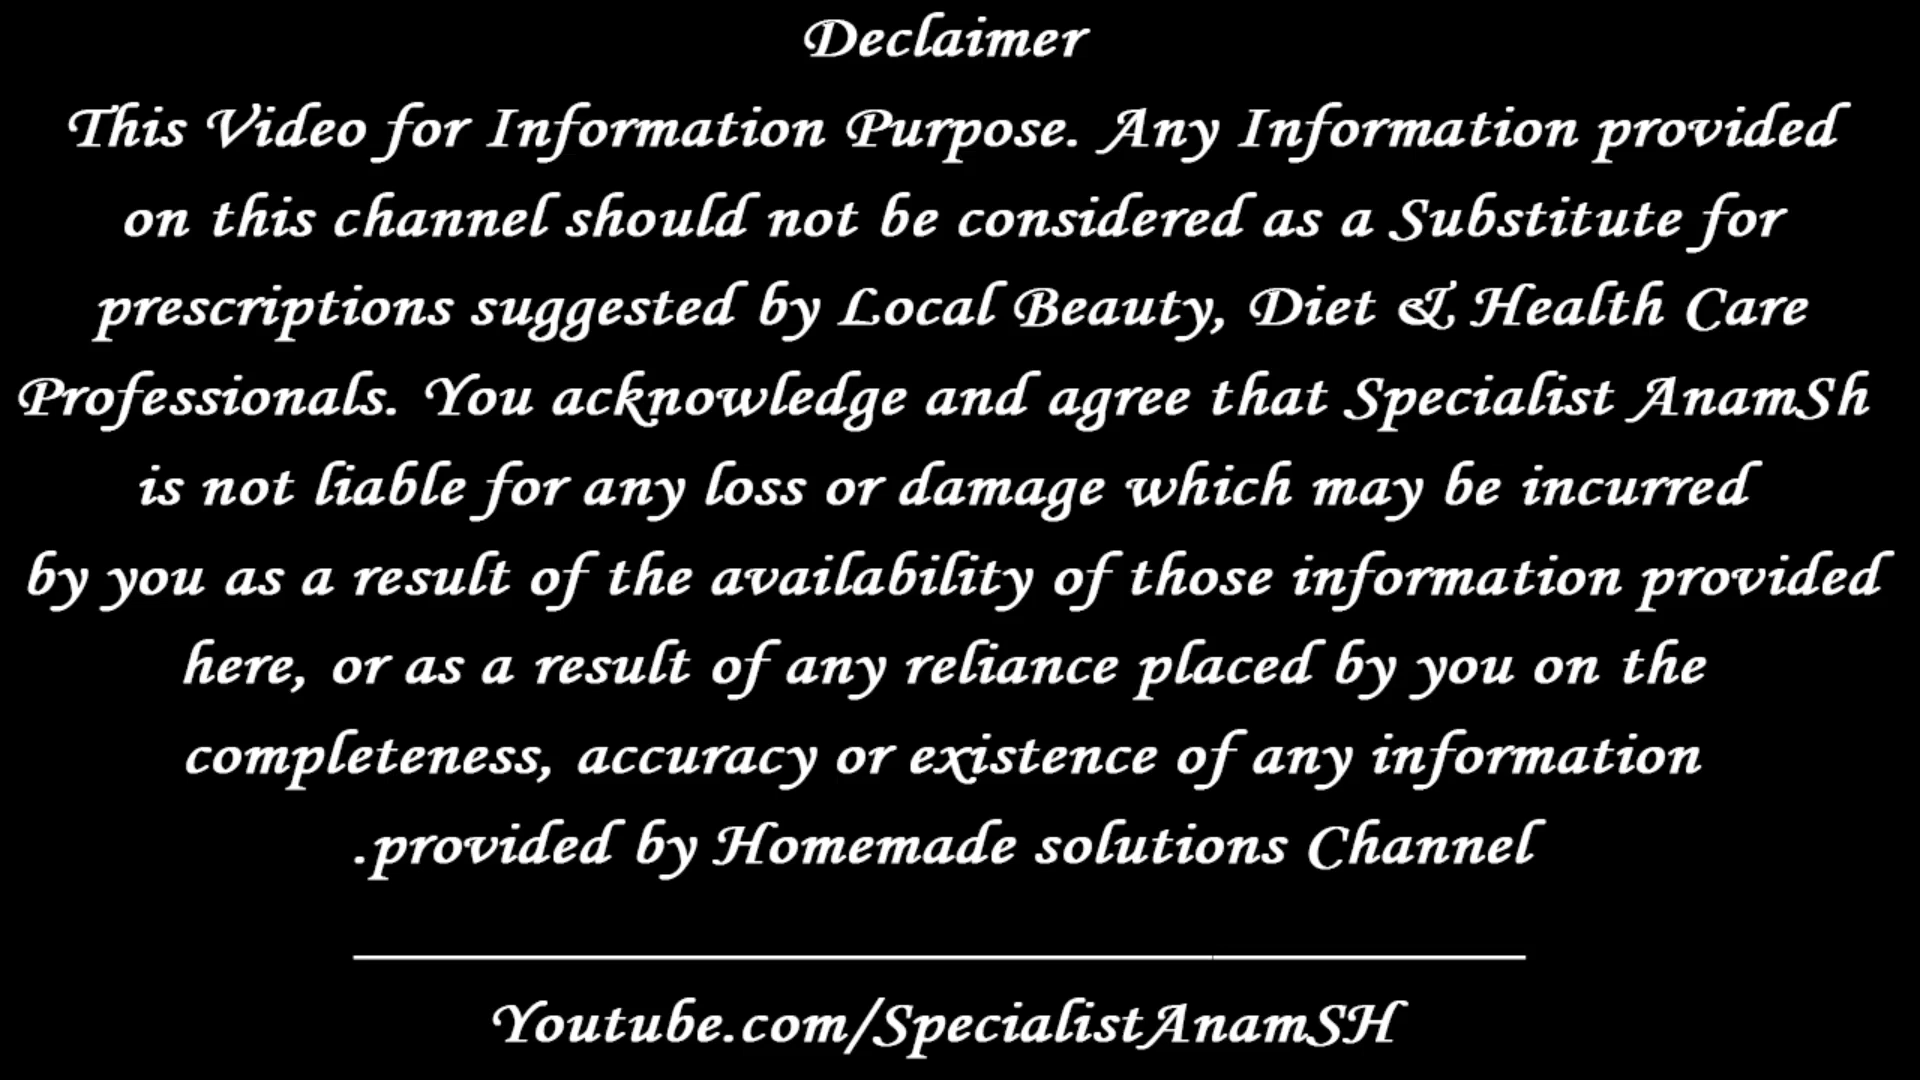 Declaimer
This Video for Information Purpose. Any Information provided
on this channel should not be considered as a Substitute for
prescriptions suggested by Local Beauty, Diet & Health Care
Professionals. You acknowledge and agree that Specialist AnamSh
is not liable for any loss or damage which may be incurred
by you as a result of the availability of those information provided
here, or as a result of any reliance placed by you on the
completeness, accuracy or existence of any information
.provided by Homemade solutions Channel
Youtube.com/SpecialistAnamSH